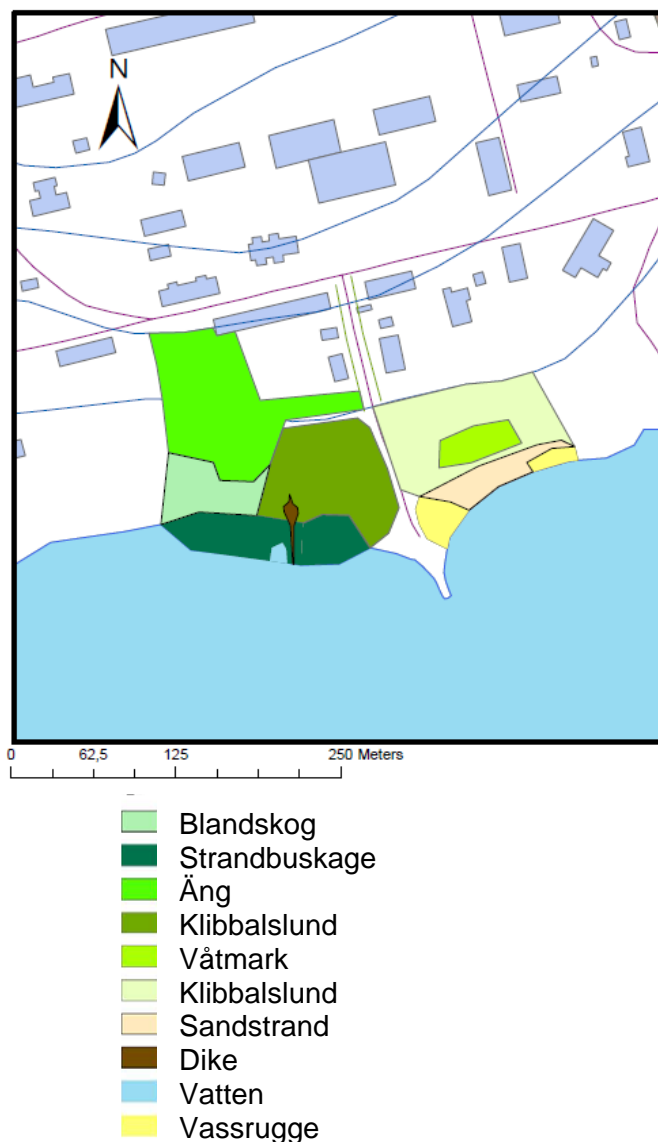 N
0 62,5 125 250 Meters
Blandskog
Strandbuskage
Äng
Klibbalslund
Våtmark
Klibbalslund
Sandstrand
Dike
Vatten
Vassrugge